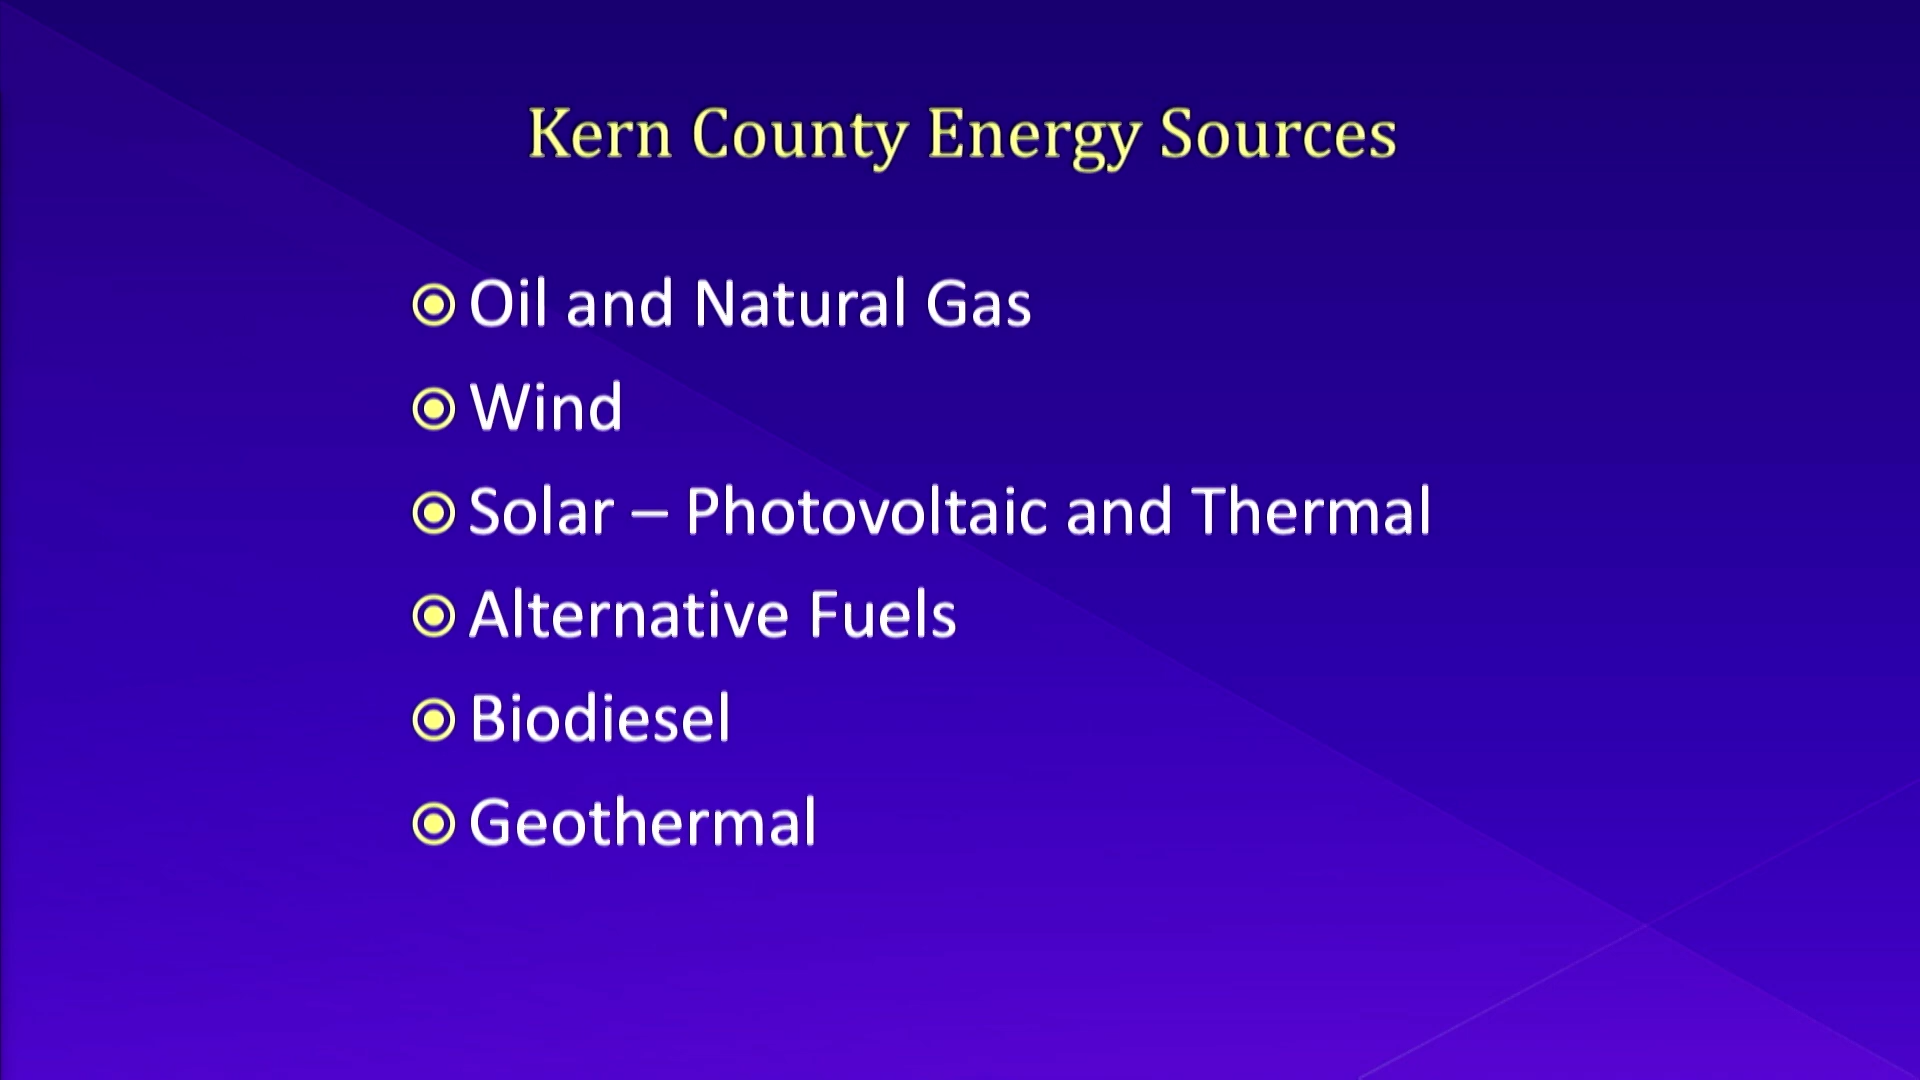 Kern County Energy Sources
Oil and Natural Gas
Wind
Solar – Photovoltaic and Thermal
Alternative Fuels
Biodiesel
Geothermal